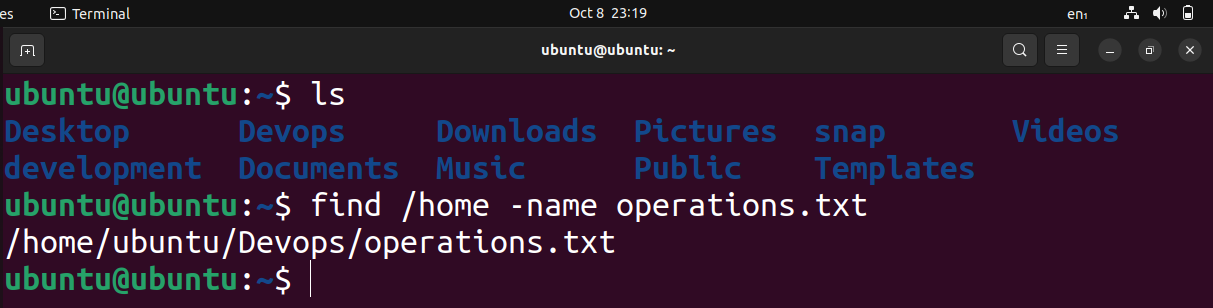 es Terminal Oct 8 23:19 en₁
ubuntu@ubuntu: ~
ubuntu@ubuntu:~$ ls
Desktop Devops Downloads Pictures snap Videos
development Documents Music Public Templates
ubuntu@ubuntu:~$ find /home -name operations.txt
/home/ubuntu/Devops/operations.txt
ubuntu@ubuntu:~$